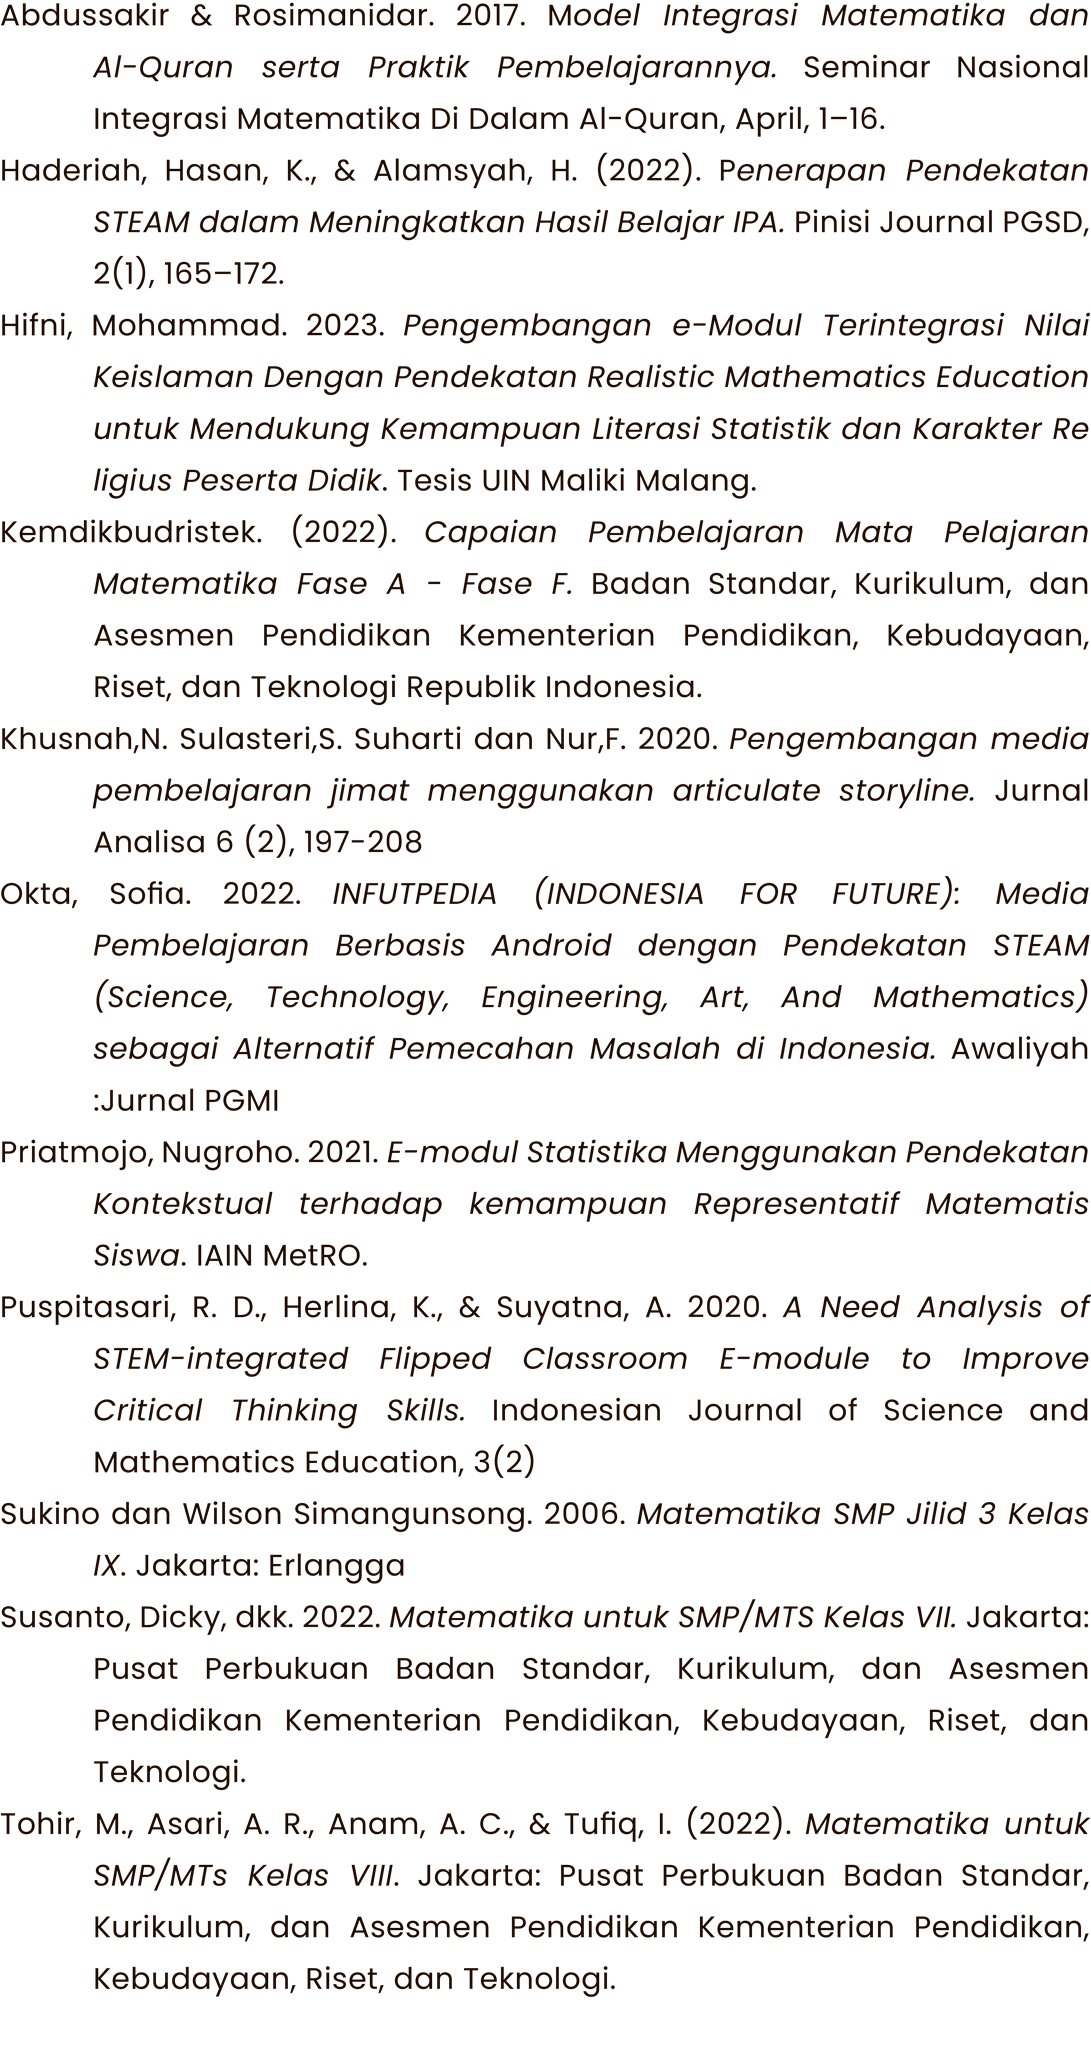 Abdussakir & Rosimanidar. 2017. Model Integrasi Matematika dan
Al-Quran serta Praktik Pembelajarannya. Seminar Nasional
Integrasi Matematika Di Dalam Al-Quran, April, 1–16.
Haderiah, Hasan, K., & Alamsyah, H. (2022). Penerapan Pendekatan
STEAM dalam Meningkatkan Hasil Belajar IPA. Pinisi Journal PGSD,
2(1), 165–172.
Hifni, Mohammad. 2023. Pengembangan e-Modul Terintegrasi Nilai
Keislaman Dengan Pendekatan Realistic Mathematics Education
untuk Mendukung Kemampuan Literasi Statistik dan Karakter Re
ligius Peserta Didik. Tesis UIN Maliki Malang.
Kemdikbudristek. (2022). Capaian Pembelajaran Mata Pelajaran
Matematika Fase A - Fase F. Badan Standar, Kurikulum, dan
Asesmen Pendidikan Kementerian Pendidikan, Kebudayaan,
Riset, dan Teknologi Republik Indonesia.
Khusnah,N. Sulasteri,S. Suharti dan Nur,F. 2020. Pengembangan media
pembelajaran jimat menggunakan articulate storyline. Jurnal
Analisa 6 (2), 197-208
Okta, Sofia. 2022. INFUTPEDIA (INDONESIA FOR FUTURE): Media
Pembelajaran Berbasis Android dengan Pendekatan STEAM
(Science, Technology, Engineering, Art, And Mathematics)
sebagai Alternatif Pemecahan Masalah di Indonesia. Awaliyah
:Jurnal PGMI
Priatmojo, Nugroho. 2021. E-modul Statistika Menggunakan Pendekatan
Kontekstual terhadap kemampuan Representatif Matematis
Siswa. IAIN MetRO.
Puspitasari, R. D., Herlina, K., & Suyatna, A. 2020. A Need Analysis of
STEM-integrated Flipped Classroom E-module to Improve
Critical Thinking Skills. Indonesian Journal of Science and
Mathematics Education, 3(2)
Sukino dan Wilson Simangunsong. 2006. Matematika SMP Jilid 3 Kelas
IX. Jakarta: Erlangga
Susanto, Dicky, dkk. 2022. Matematika untuk SMP/MTS Kelas VII. Jakarta:
Pusat Perbukuan Badan Standar, Kurikulum, dan Asesmen
Pendidikan Kementerian Pendidikan, Kebudayaan, Riset, dan
Teknologi.
Tohir, M., Asari, A. R., Anam, A. C., & Tufiq, I. (2022). Matematika untuk
SMP/MTs Kelas VIII. Jakarta: Pusat Perbukuan Badan Standar,
Kurikulum, dan Asesmen Pendidikan Kementerian Pendidikan,
Kebudayaan, Riset, dan Teknologi.